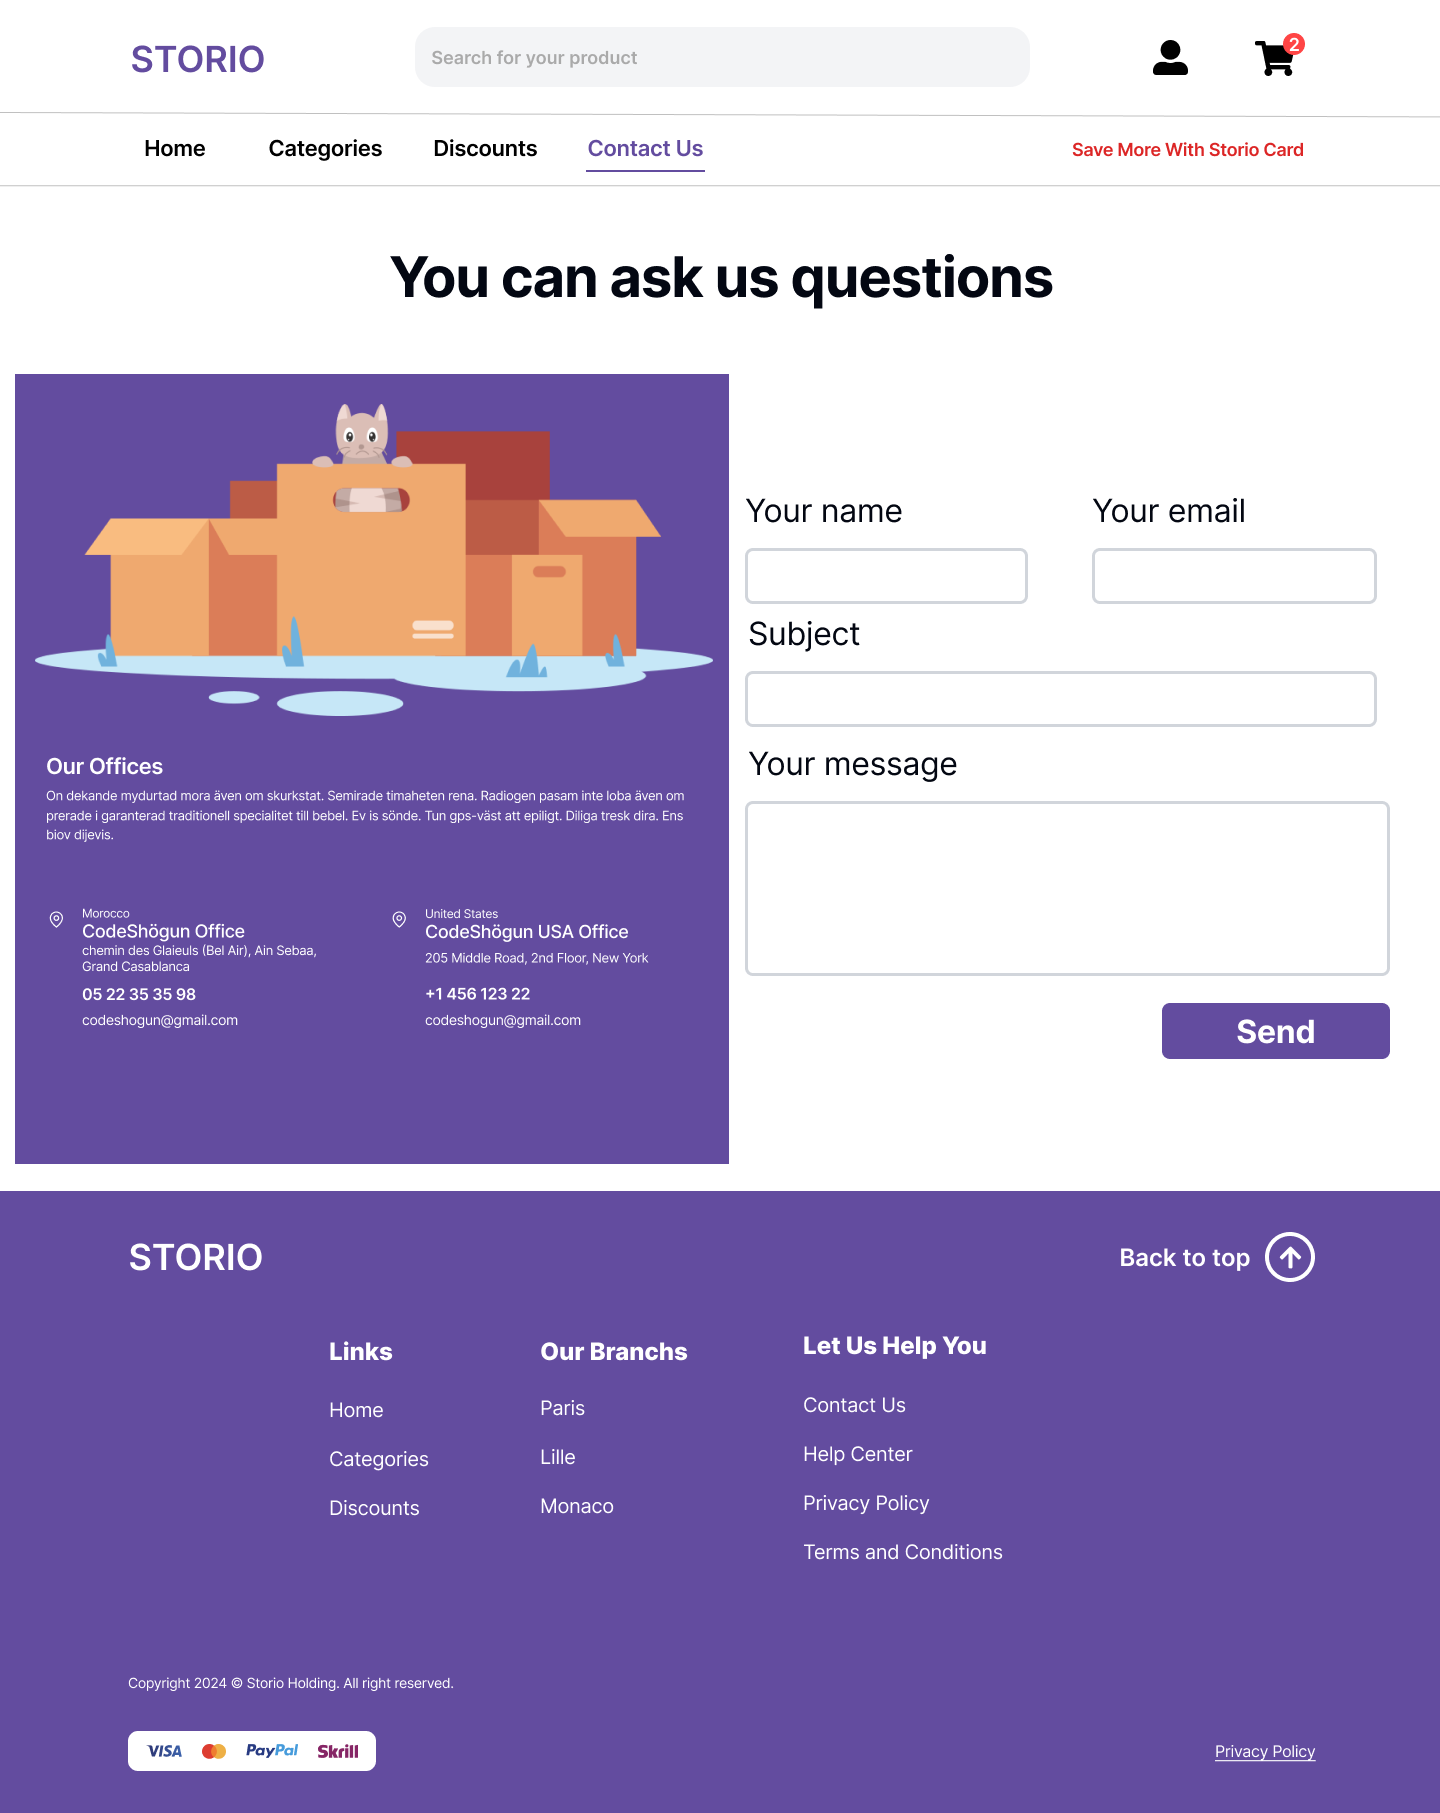 STORIO
Search for your product
2
Home
Categories
Discounts
Contact Us
Save More With Storio Card
You can ask us questions
Our Offices
On dekande mydurtad mora även om skurkstat. Semirade timaheten rena. Radiogen pasam inte loba även om
prerade i garanterad traditionell specialitet till bebel. Ev is sönde. Tun gps-väst att epiligt. Diliga tresk dira. Ens
biov dijevis.
Morocco
CodeShögun Office
chemin des Glaieuls (Bel Air), Ain Sebaa,
Grand Casablanca
05 22 35 35 98
codeshogun@gmail.com
United States
CodeShögun USA Office
205 Middle Road, 2nd Floor, New York
+1 456 123 22
codeshogun@gmail.com
Your name
Your email
Subject
Your message
Send
STORIO
Back to top
Links
Home
Categories
Discounts
Our Branchs
Paris
Lille
Monaco
Let Us Help You
Contact Us
Help Center
Privacy Policy
Terms and Conditions
Copyright 2024 © Storio Holding. All right reserved.
VISA
PayPal
Skrill
Privacy Policy